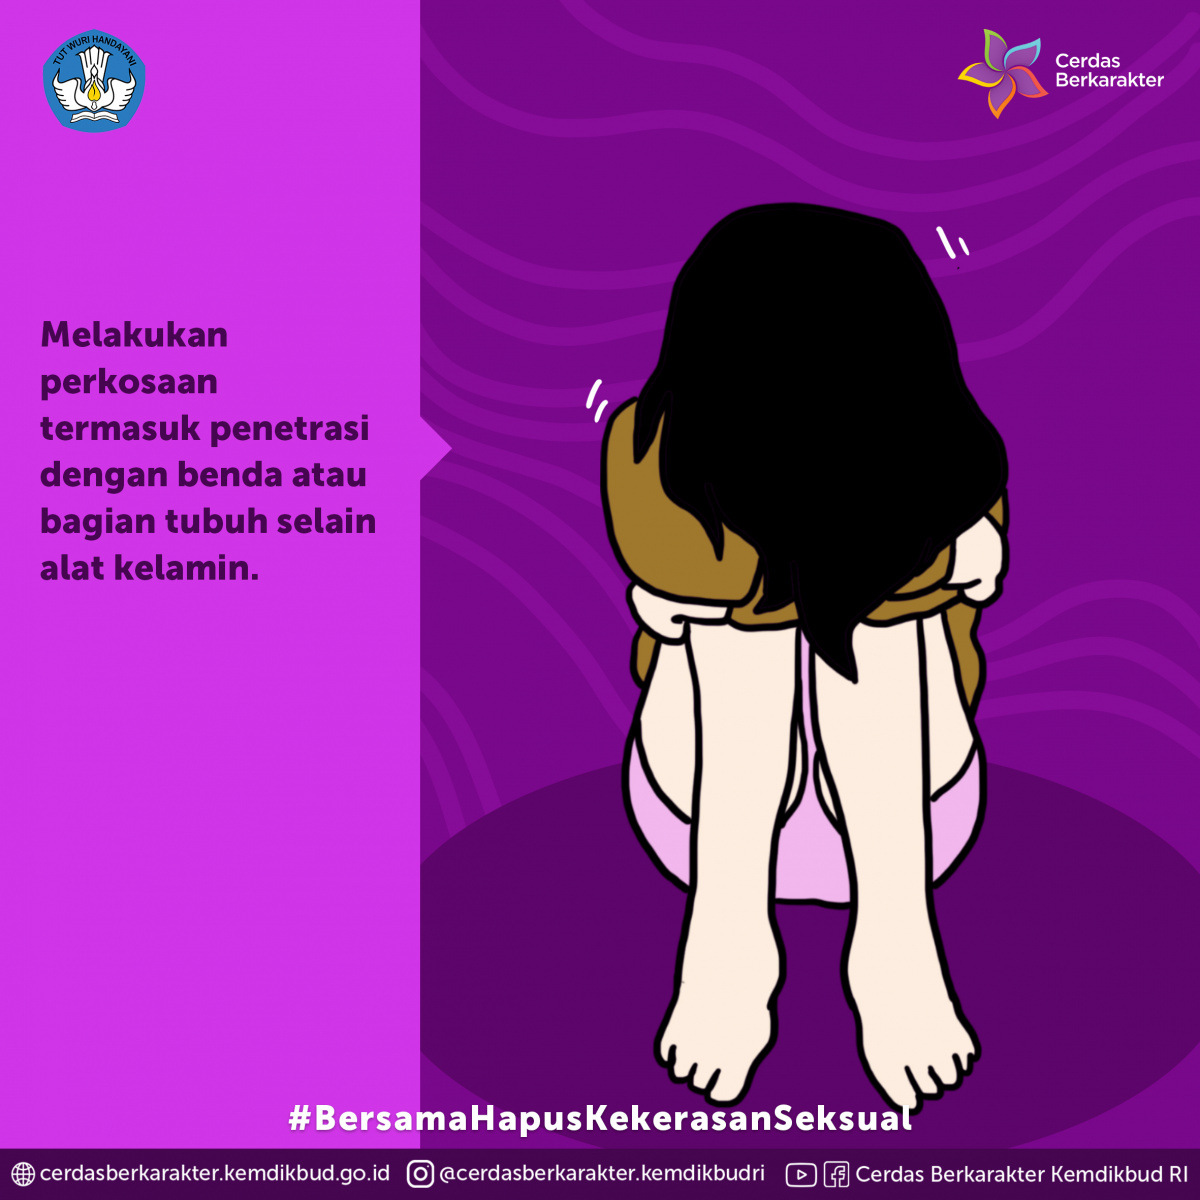 TUT WURI HANDAYANI
Cerdas
Berkarakter
Melakukan
perkosaan
termasuk penetrasi
dengan benda atau
bagian tubuh selain
alat kelamin.
#BersamaHapusKekerasanSeksual
cerdasberkarakter.kemdikbud.go.id @cerdasberkarakter.kemdikbudri Cerdas Berkarakter Kemdikbud RI